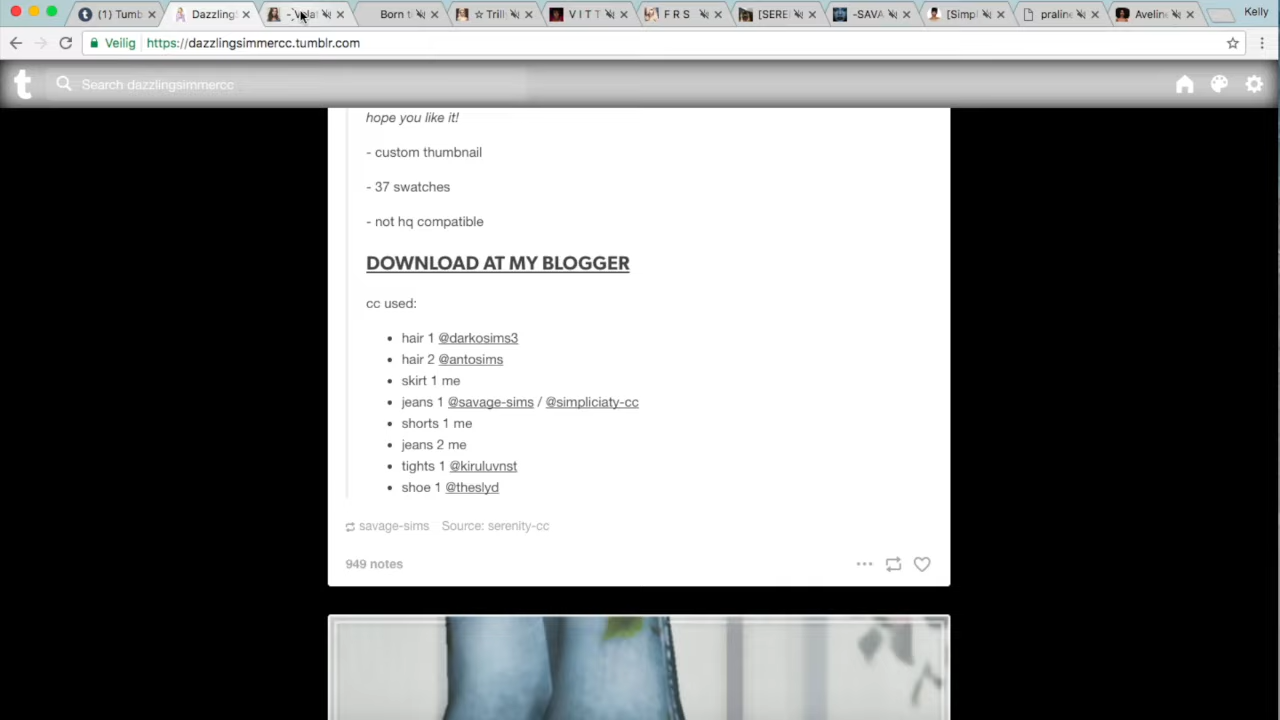 (1) Tumb
Dazzling
Born t
☆ Trill
V I T T
F R S
[SERE
-SAVA
[Simp
praline
Aveline
Kelly
Veilig
https://dazzlingsimmercc.tumblr.com
t
Search dazzlingsimmercc
hope you like it!
- custom thumbnail
- 37 swatches
- not hq compatible
DOWNLOAD AT MY BLOGGER
cc used:
• hair 1 @darkosims3
• hair 2 @antosims
• skirt 1 me
• jeans 1 @savage-sims / @simpliciaty-cc
• shorts 1 me
• jeans 2 me
• tights 1 @kiruluvnst
• shoe 1 @theslyd
savage-sims Source: serenity-cc
949 notes